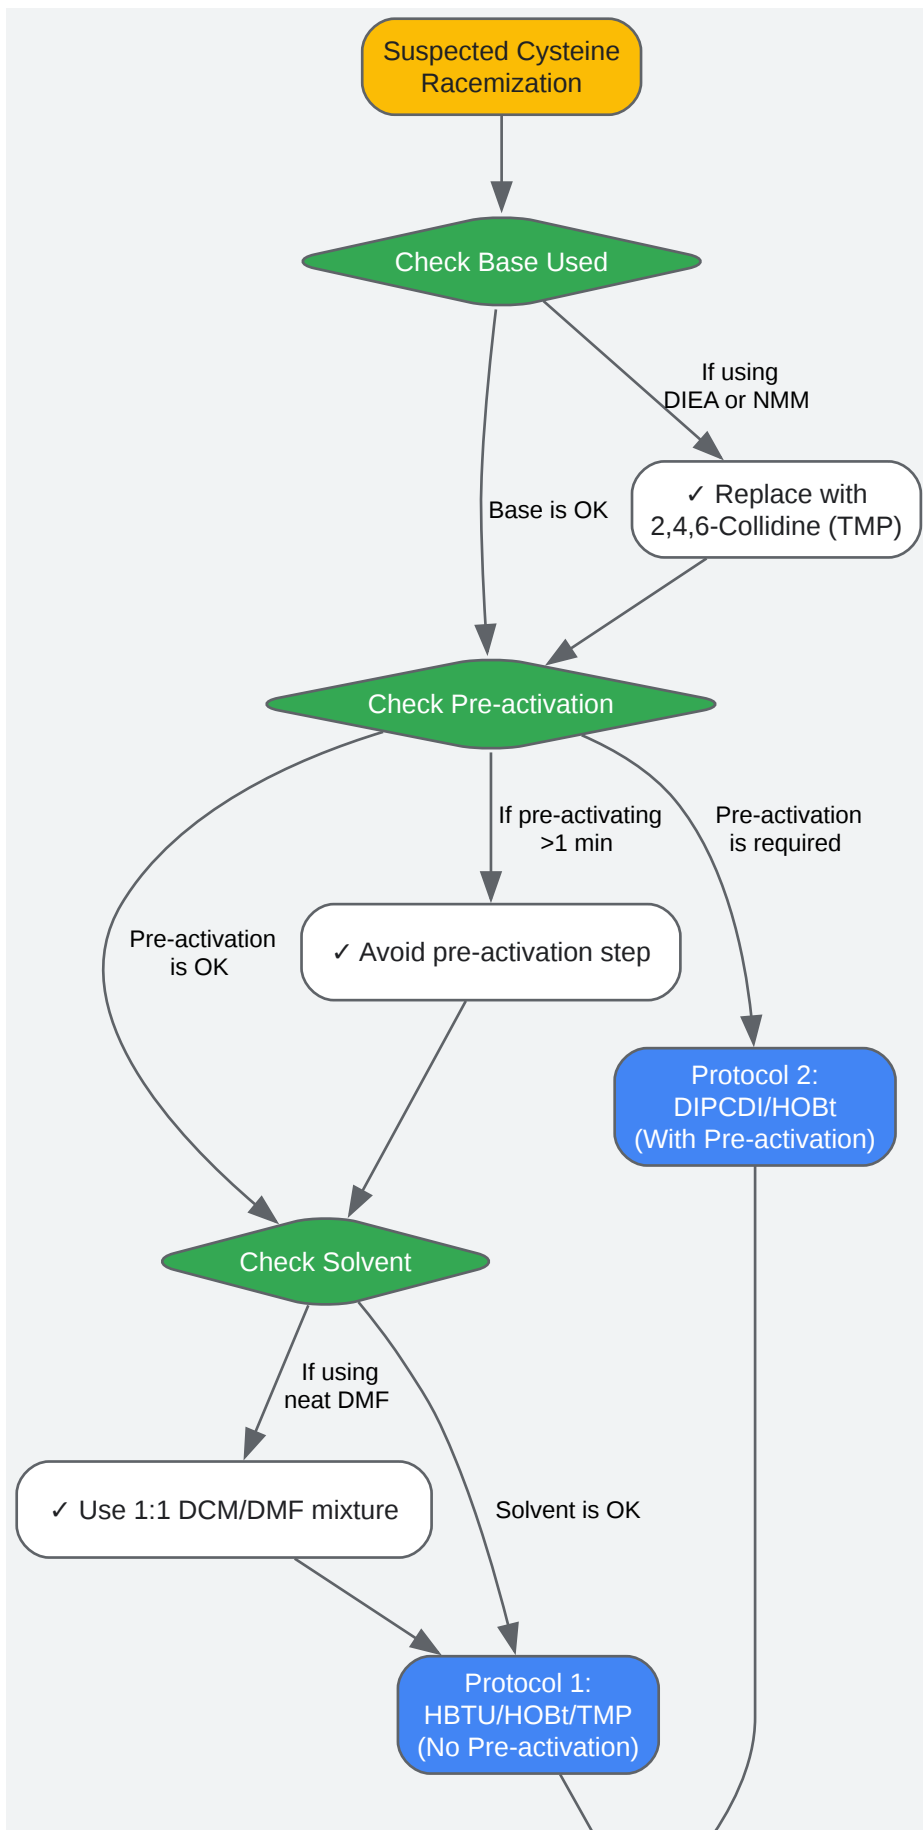 Suspected Cysteine
Racemization
Check Base Used
If using
DIEA or NMM
Base is OK
✓ Replace with
2,4,6-Collidine (TMP)
Check Pre-activation
If pre-activating
>1 min
Pre-activation
is required
Pre-activation
is OK
✓ Avoid pre-activation step
Protocol 2:
DIPCDI/HOBt
(With Pre-activation)
Check Solvent
If using
neat DMF
✓ Use 1:1 DCM/DMF mixture
Solvent is OK
Protocol 1:
HBTU/HOBt/TMP
(No Pre-activation)